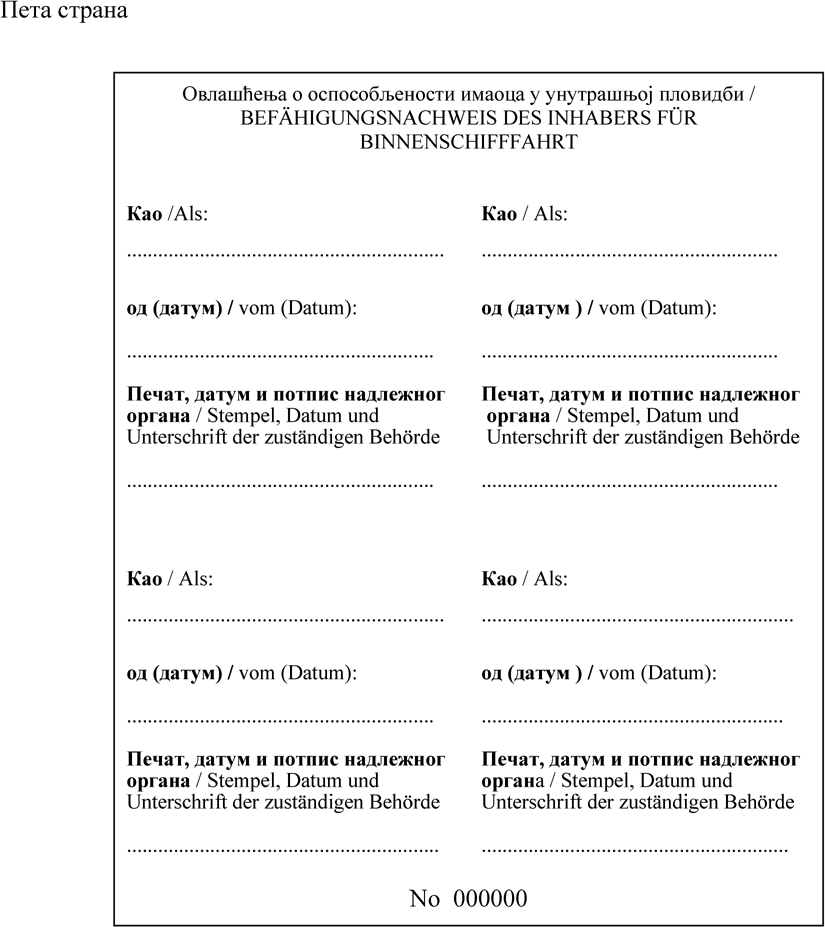 Пета страна
Овлашћења о оспособљености имаоца у унутрашњој пловидби /
BEFÄHIGUNGSNACHWEIS DES INHABERS FÜR
BINNENSCHIFFFAHRT
Као /Als:
.............................................................
од (датум) / vom (Datum):
...........................................................
Печат, датум и потпис надлежног
органа / Stempel, Datum und
Unterschrift der zuständigen Behörde
...........................................................
Као / Als:
.........................................................
од (датум ) / vom (Datum):
.........................................................
Печат, датум и потпис надлежног
органа / Stempel, Datum und
Unterschrift der zuständigen Behörde
.........................................................
Као / Als:
.............................................................
од (датум) / vom (Datum):
...........................................................
Печат, датум и потпис надлежног
органа / Stempel, Datum und
Unterschrift der zuständigen Behörde
............................................................
Као / Als:
............................................................
од (датум ) / vom (Datum):
..........................................................
Печат, датум и потпис надлежног
органа / Stempel, Datum und
Unterschrift der zuständigen Behörde
...........................................................
No 000000